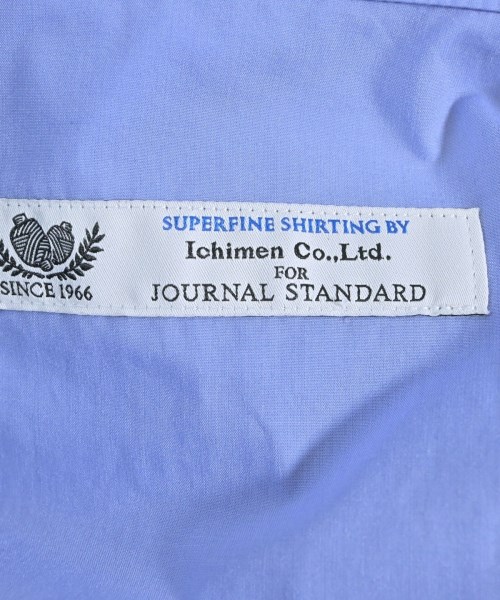 SINCE 1966
SUPERFINE SHIRTING BY
Ichimen Co.,Ltd.
FOR
JOURNAL STANDARD